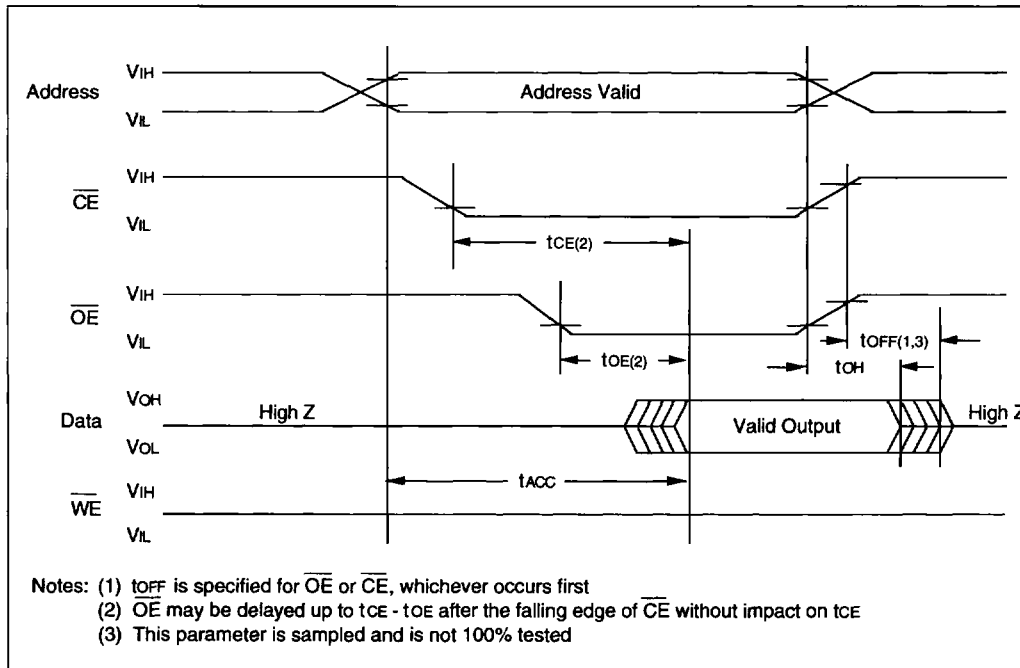 VIH
Address
Address Valid
VIL
VIH
CE
VIL
tCE(2)
VIH
OE
VIL
tOE(2)
tOFF(1,3)
tOH
VOH
High Z
Data
Valid Output
High Z
VOL
tACC
VIH
WE
VIL
Notes: (1) tOFF is specified for OE or CE, whichever occurs first
(2) OE may be delayed up to tCE - tOE after the falling edge of CE without impact on tCE
(3) This parameter is sampled and is not 100% tested